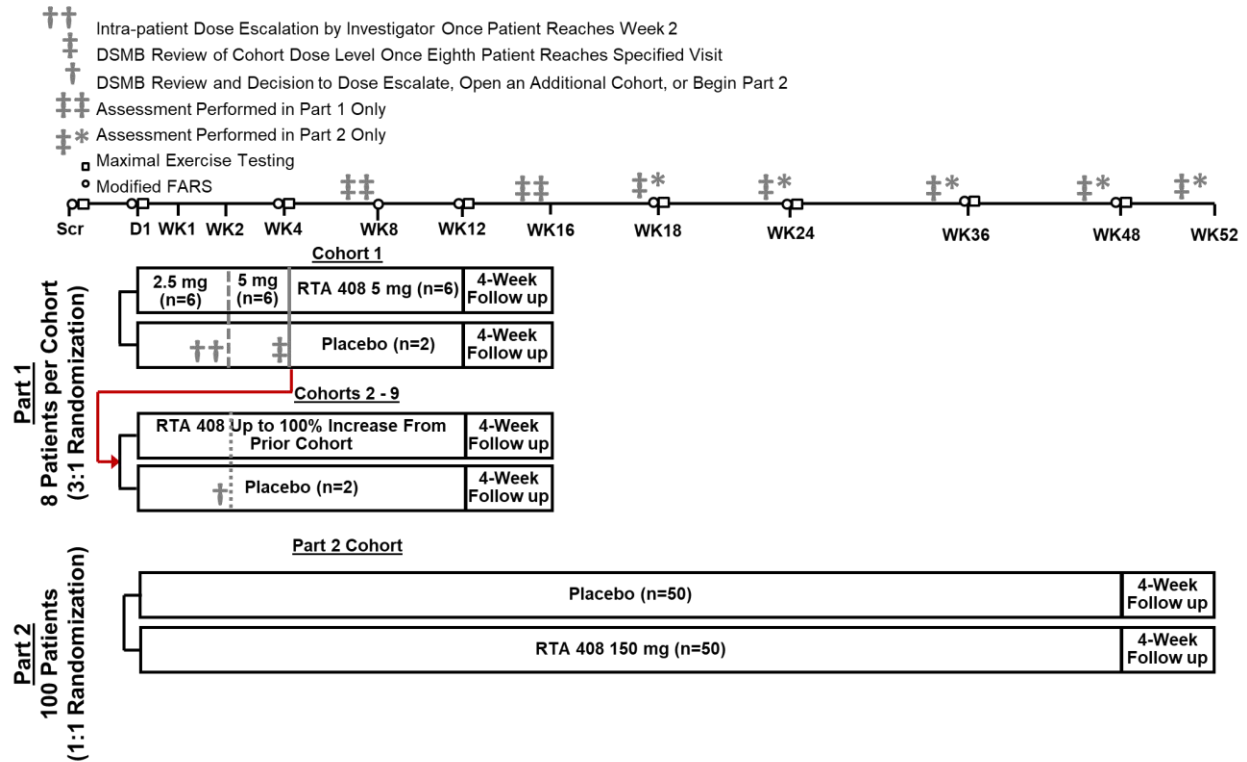 †† Intra-patient Dose Escalation by Investigator Once Patient Reaches Week 2
‡ DSMB Review of Cohort Dose Level Once Eighth Patient Reaches Specified Visit
† DSMB Review and Decision to Dose Escalate, Open an Additional Cohort, or Begin Part 2
‡‡ Assessment Performed in Part 1 Only
‡* Assessment Performed in Part 2 Only
Maximal Exercise Testing
Modified FARS
‡‡ ‡‡ ‡* ‡* ‡* ‡* ‡*
Scr D1 WK1 WK2 WK4 WK8 WK12 WK16 WK18 WK24 WK36 WK48 WK52
Part 1
8 Patients per Cohort
(3:1 Randomization)
Cohort 1
2.5 mg
(n=6)
5 mg
(n=6)
RTA 408 5 mg (n=6)
4-Week
Follow up
†† ‡ Placebo (n=2)
4-Week
Follow up
Cohorts 2 - 9
RTA 408 Up to 100% Increase From
Prior Cohort
4-Week
Follow up
† Placebo (n=2)
4-Week
Follow up
Part 2
100 Patients
(1:1 Randomization)
Part 2 Cohort
Placebo (n=50)
4-Week
Follow up
RTA 408 150 mg (n=50)
4-Week
Follow up